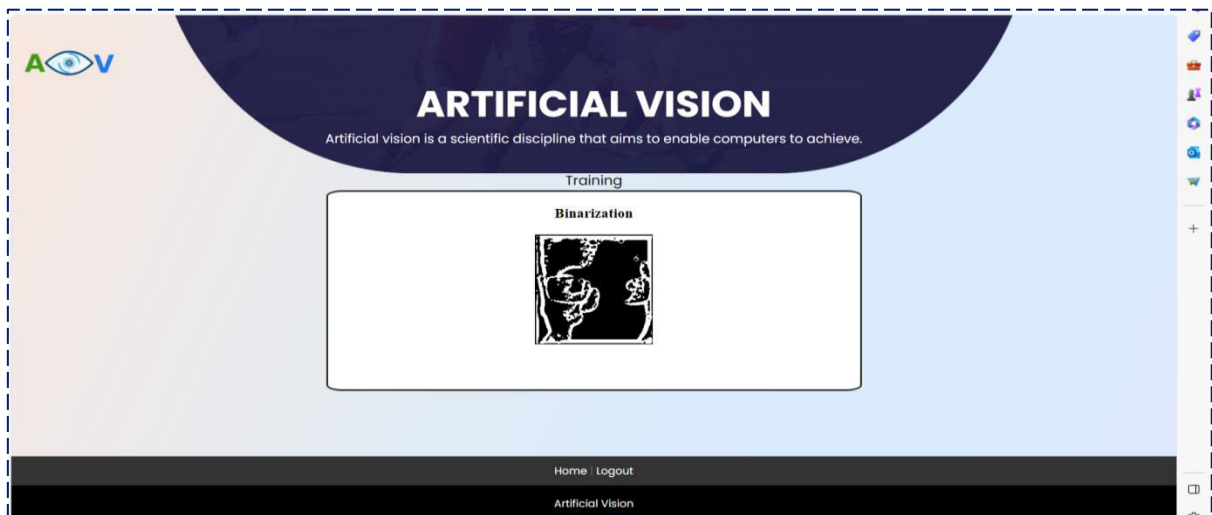 A V
ARTIFICIAL VISION
Artificial vision is a scientific discipline that aims to enable computers to achieve.
Training
Binarization
Home | Logout
Artificial Vision